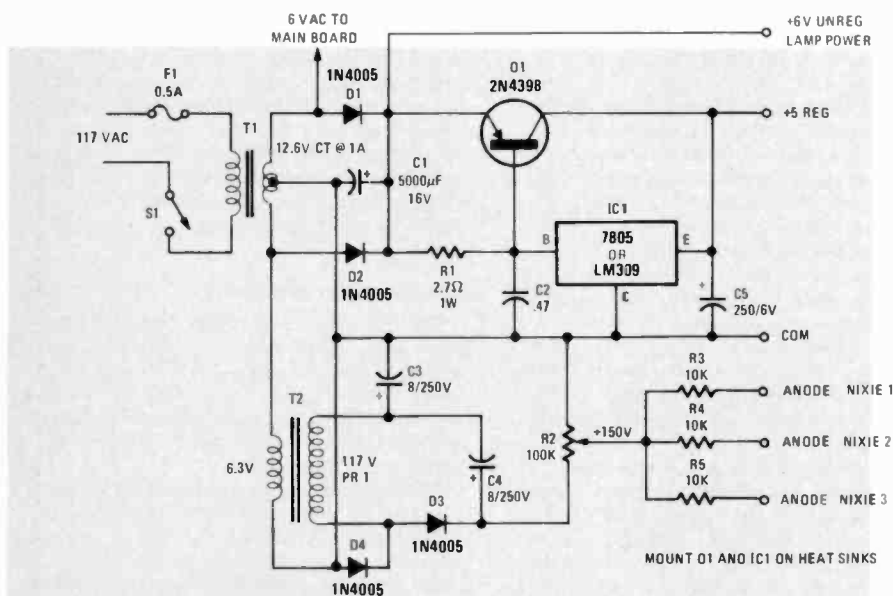 6 VAC TO
MAIN BOARD
+6V UNREG
LAMP POWER
F1
0.5A
1N4005
D1
Q1
2N4398
+5 REG
117 VAC
T1
12.6V CT @ 1A
C1
5000µF
16V
+
S1
IC1
B
7805
OR
LM309
E
C
D2
1N4005
R1
2.7Ω
1W
C2
.47
+
C5
250/6V
COM
C3
8/250V
+
R3
10K
ANODE NIXIE 1
T2
R4
10K
ANODE NIXIE 2
R2
100K
+150V
6.3V
117 V
PR 1
C4
8/250V
+
R5
10K
ANODE NIXIE 3
D3
1N4005
D4
1N4005
MOUNT Q1 AND IC1 ON HEAT SINKS